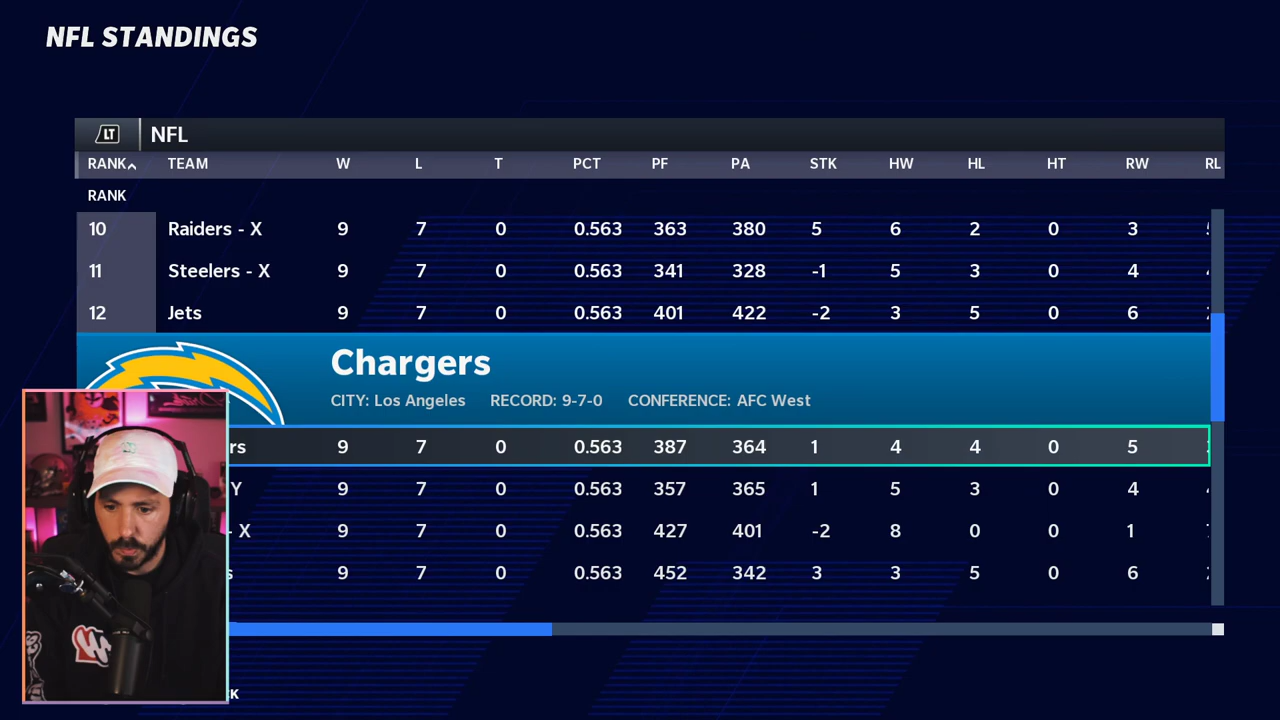 NFL STANDINGS
LT NFL
RANK TEAM W L T PCT PF PA STK HW HL HT RW RL
RANK
10 Raiders - X 9 7 0 0.563 363 380 5 6 2 0 3
11 Steelers - X 9 7 0 0.563 341 328 -1 5 3 0 4
12 Jets 9 7 0 0.563 401 422 -2 3 5 0 6
Chargers
CITY: Los Angeles RECORD: 9-7-0 CONFERENCE: AFC West
rs 9 7 0 0.563 387 364 1 4 4 0 5
Y 9 7 0 0.563 357 365 1 5 3 0 4
- X 9 7 0 0.563 427 401 -2 8 0 0 1
s 9 7 0 0.563 452 342 3 3 5 0 6